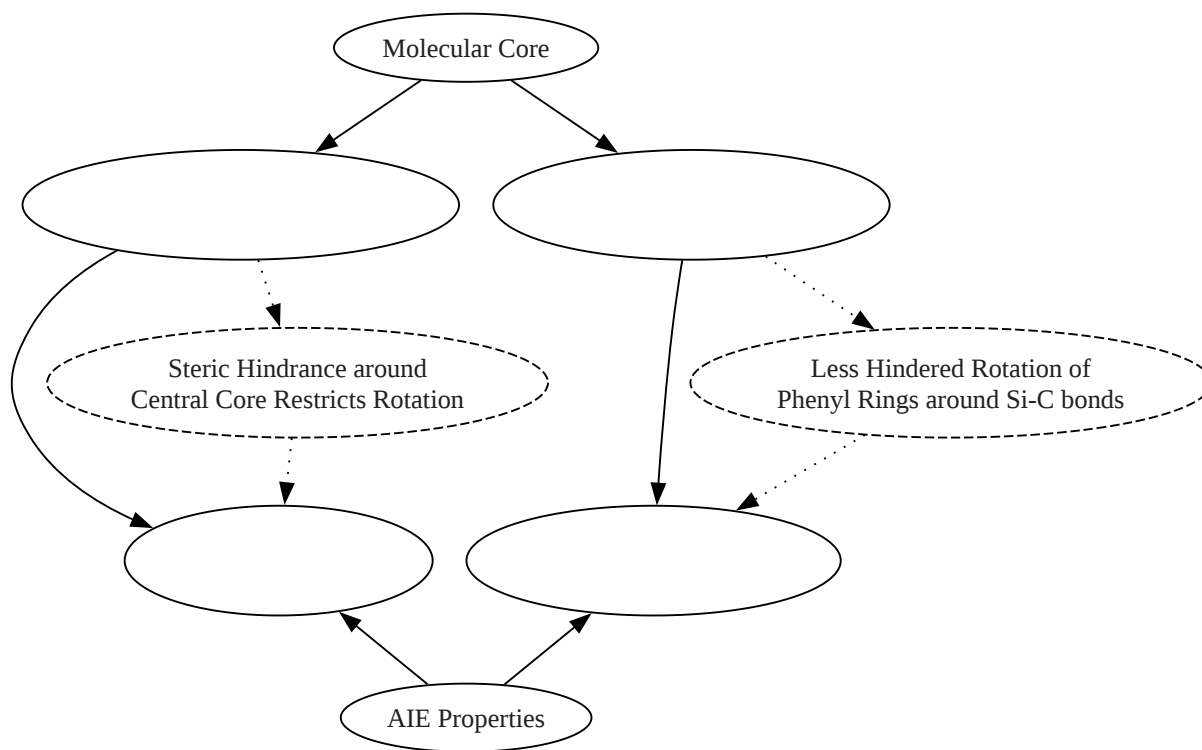 Molecular Core
Steric Hindrance around
Central Core Restricts Rotation
Less Hindered Rotation of
Phenyl Rings around Si-C bonds
AIE Properties